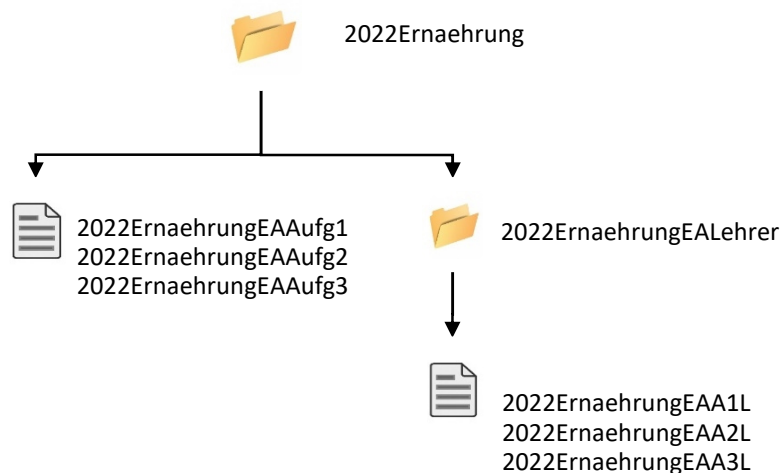 2022Ernaehrung
2022ErnaehrungEAAufg1
2022ErnaehrungEAAufg2
2022ErnaehrungEAAufg3
2022ErnaehrungEALehrer
2022ErnaehrungEAA1L
2022ErnaehrungEAA2L
2022ErnaehrungEAA3L